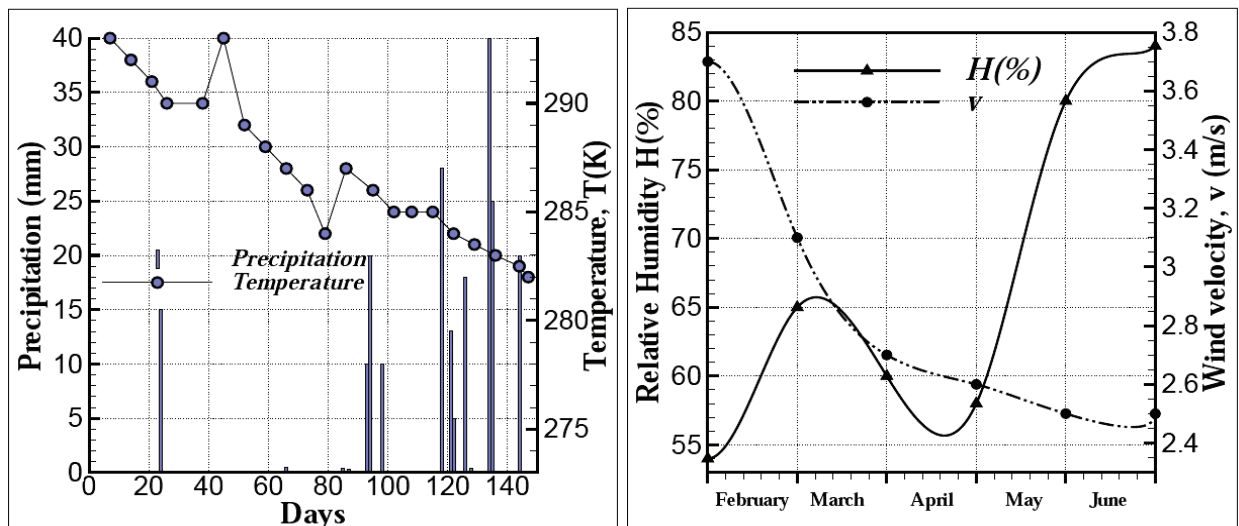 Precipitation (mm)
40
35
30
25
20
15
10
5
0
0 20 40 60 80 100 120 140
Days
290
285
280
275
Temperature, T(K)
Precipitation
Temperature
Relative Humidity H(%)
85
80
75
70
65
60
55
H(%)
v
3.8
3.6
3.4
3.2
3
2.8
2.6
2.4
Wind velocity, v (m/s)
February March April May June